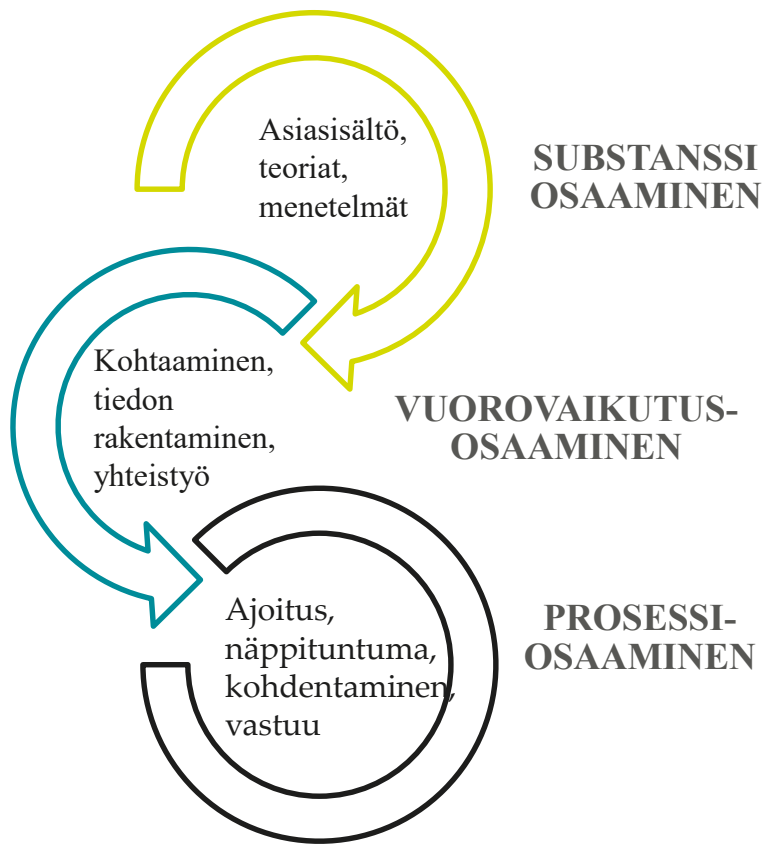 Asiasisältö,
teoriat,
menetelmät
SUBSTANSSI
OSAAMINEN
Kohtaaminen,
tiedon
rakentaminen,
yhteistyö
VUOROVAIKUTUS-
OSAAMINEN
Ajoitus,
näppituntuma,
kohdentaminen,
vastuu
PROSESSI-
OSAAMINEN